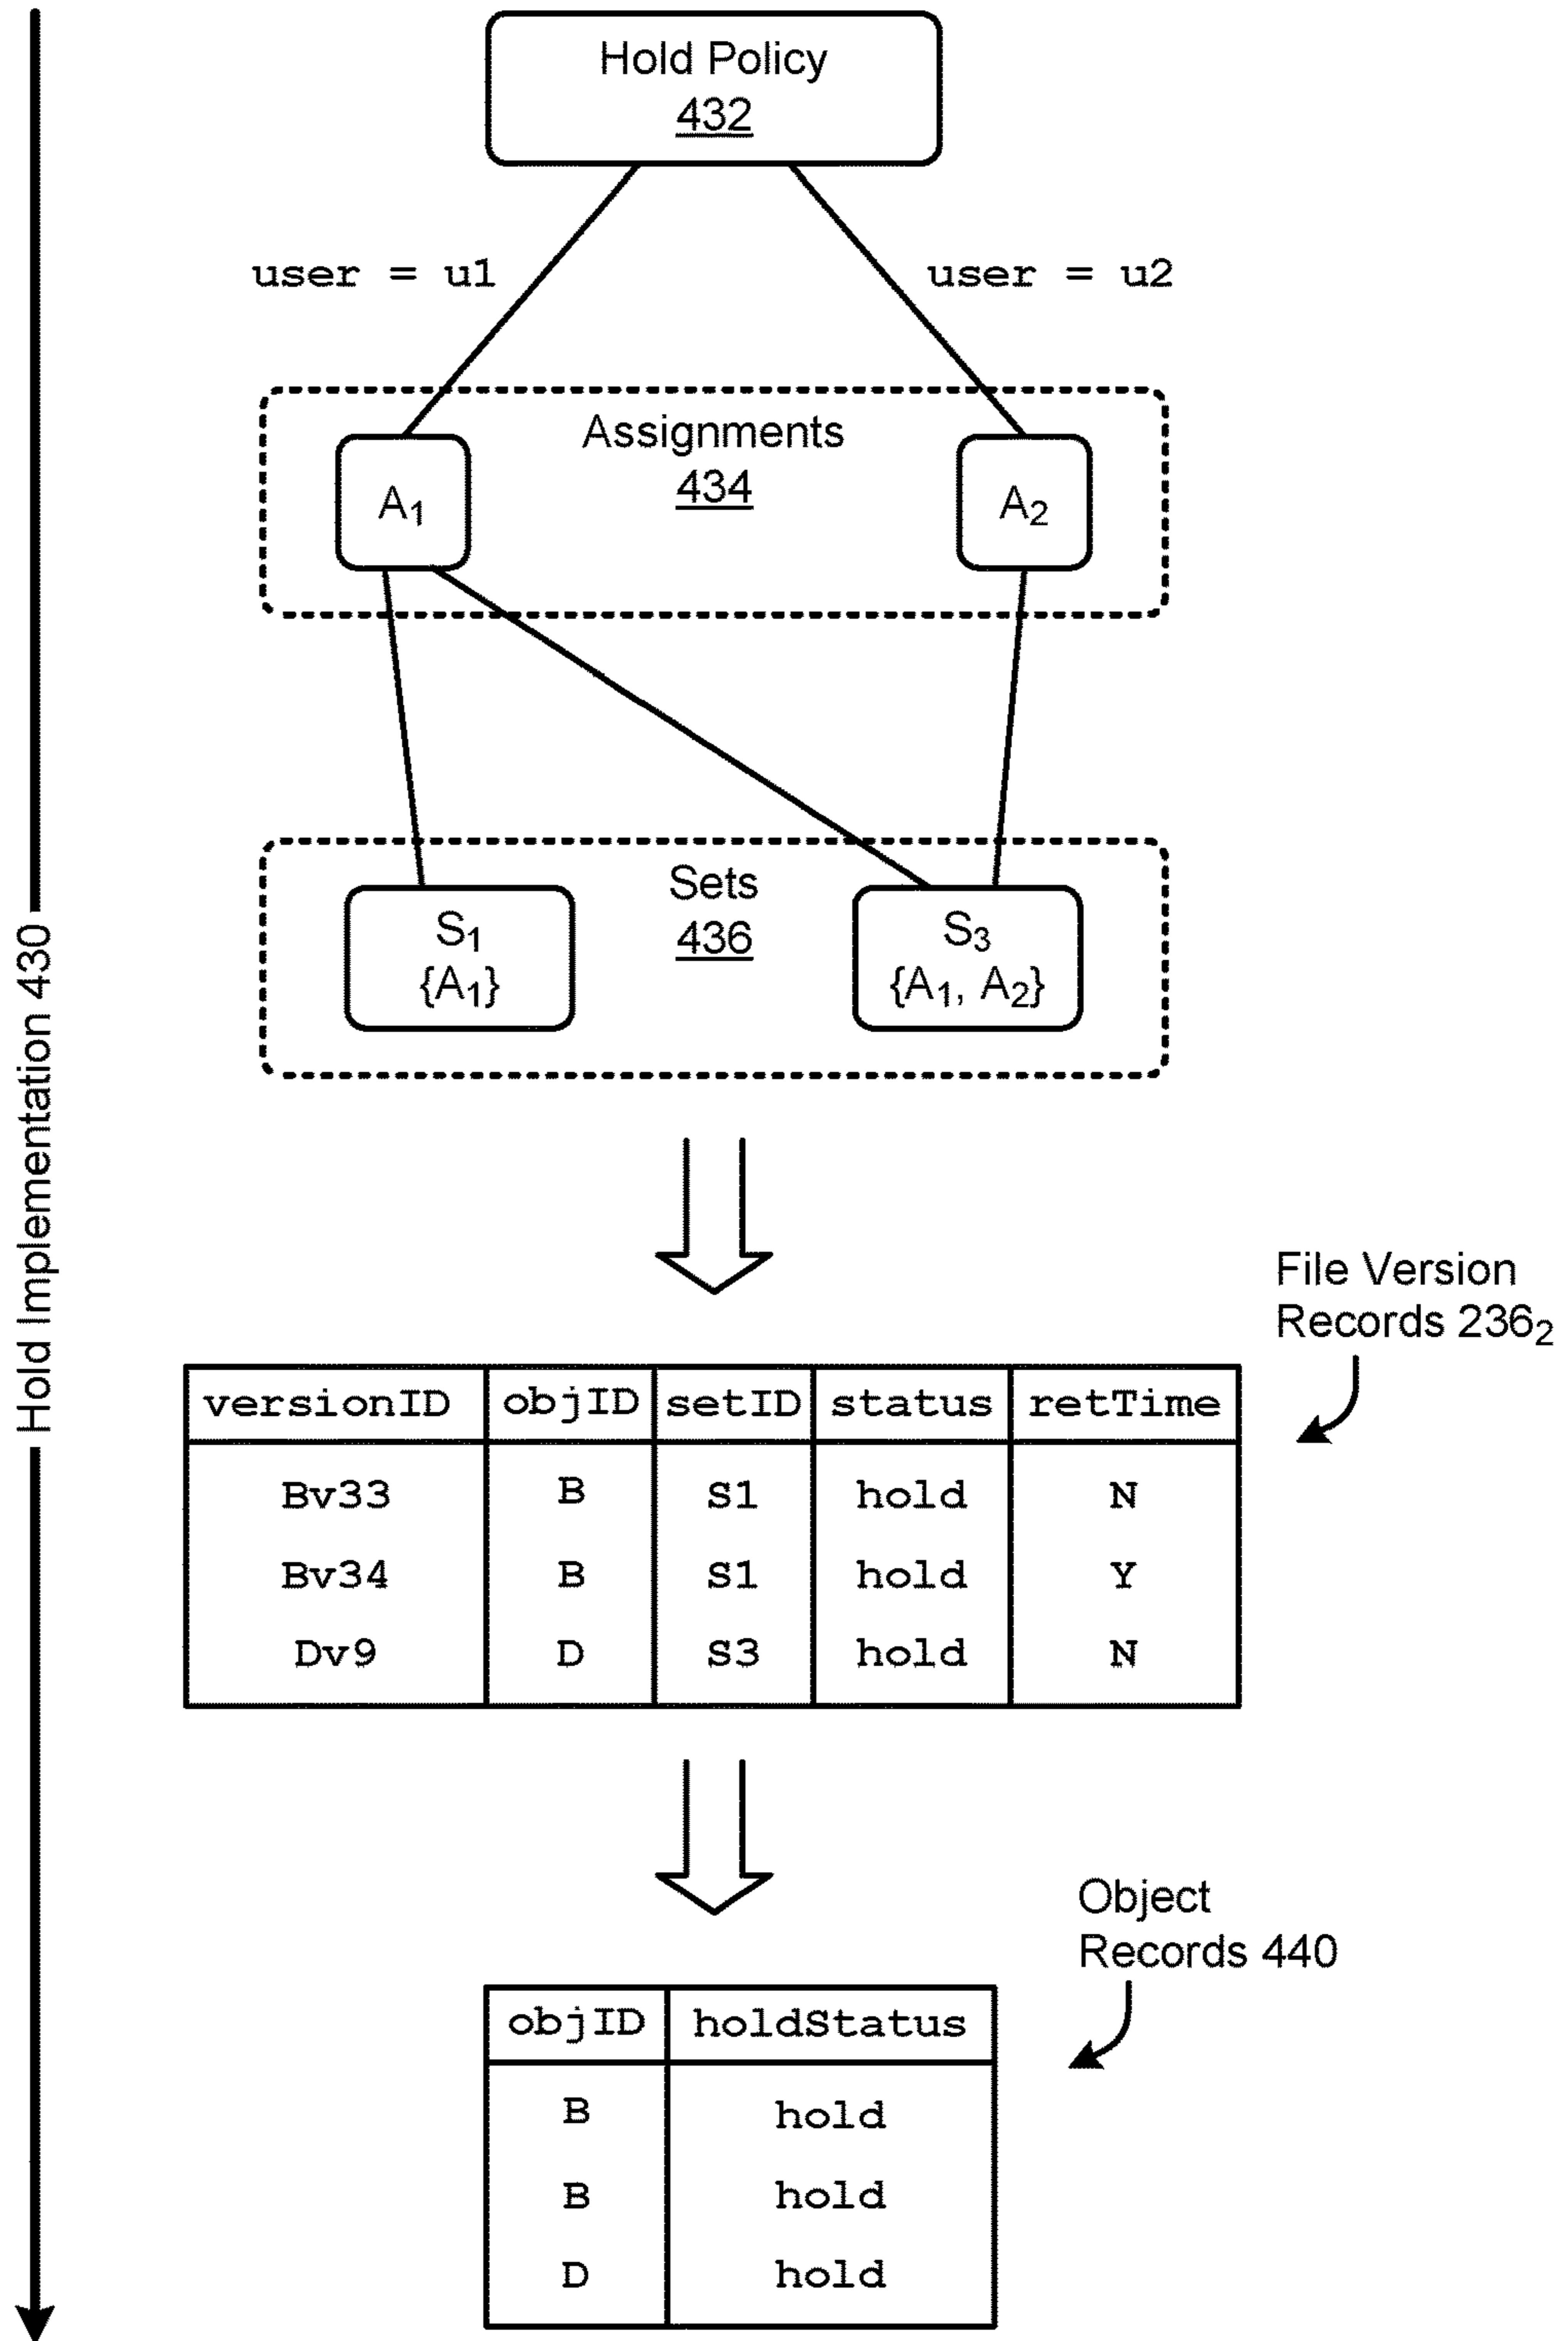 Hold Policy
432
user = u1
user = u2
Assignments
434
A₁
A₂
Sets
436
S₁
{A₁}
S₃
{A₁, A₂}
Hold Implementation 430
File Version
Records 236₂
versionID objID setID status retTime
Bv33 B S1 hold N
Bv34 B S1 hold Y
Dv9 D S3 hold N
Object
Records 440
objID holdStatus
B hold
B hold
D hold